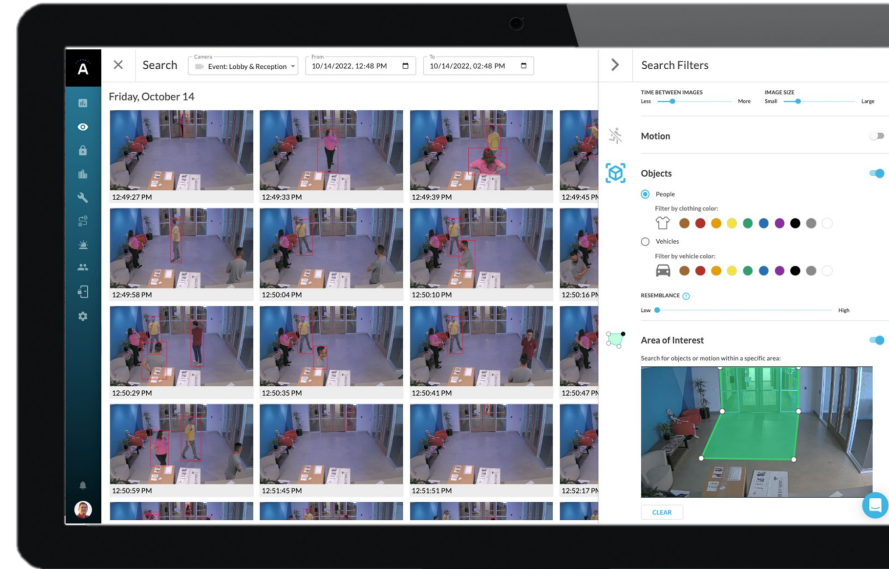 A
Search
Camera
Event: Lobby & Reception
From
10/14/2022, 12:48 PM
To
10/14/2022, 02:48 PM
Friday, October 14
12:49:27 PM
12:49:33 PM
12:49:39 PM
12:49:45 PM
12:49:58 PM
12:50:04 PM
12:50:10 PM
12:50:16 PM
12:50:29 PM
12:50:35 PM
12:50:41 PM
12:50:47 PM
12:50:59 PM
12:51:45 PM
12:51:51 PM
12:52:17 PM
Search Filters
TIME BETWEEN IMAGES
Less
More
IMAGE SIZE
Small
Large
Motion
Objects
People
Filter by clothing color:
Vehicles
Filter by vehicle color:
RESEMBLANCE ?
Low
High
Area of Interest
Search for objects or motion within a specific area:
CLEAR